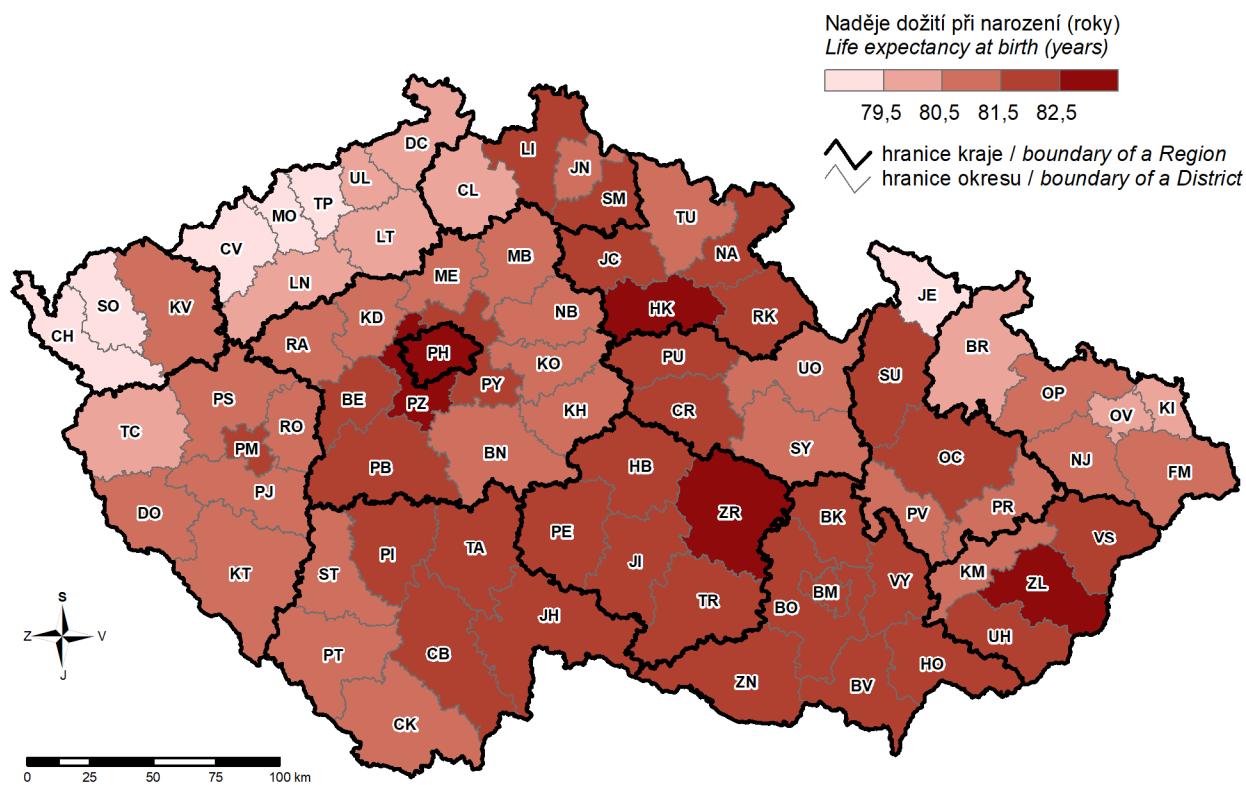 Naděje dožití při narození (roky)
Life expectancy at birth (years)
79,5 80,5 81,5 82,5
hranice kraje / boundary of a Region
hranice okresu / boundary of a District
DC
LI
JN
UL
CL
TP
SM
MO
TU
LT
CV
MB
NA
JC
LN
ME
JE
SO
KV
HK
NB
RK
KD
CH
RA
BR
PH
PU
KO
UO
SU
PY
OP
PS
BE
PZ
KH
CR
KI
OV
RO
TC
PM
BN
SY
OC
NJ
PB
HB
FM
PJ
DO
ZR
BK
PV
PR
PE
VS
PI
TA
JI
KT
ST
KM
VY
ZL
BM
TR
BO
JH
UH
PT
CB
HO
ZN
BV
CK
S
Z V
J
0 25 50 75 100 km